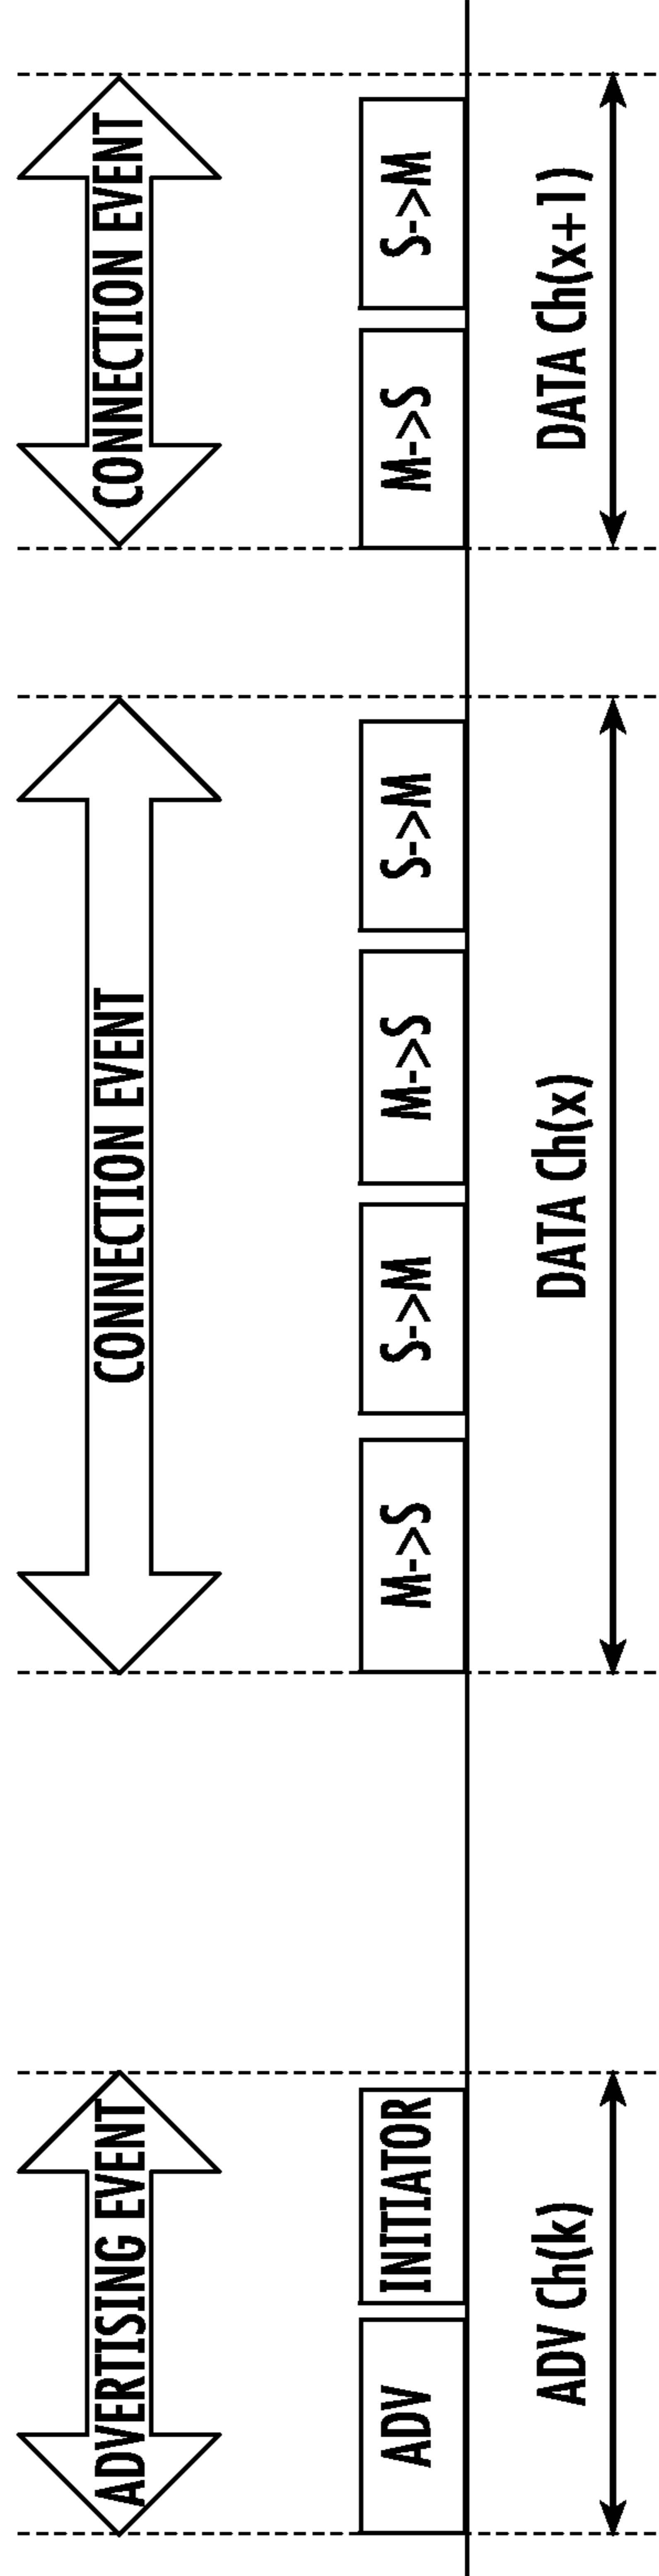 ADVERTISING EVENT
CONNECTION EVENT
CONNECTION EVENT
ADV
INITIATOR
M->S
S->M
M->S
S->M
M->S
S->M
ADV Ch(k)
DATA Ch(x)
DATA Ch(x+1)